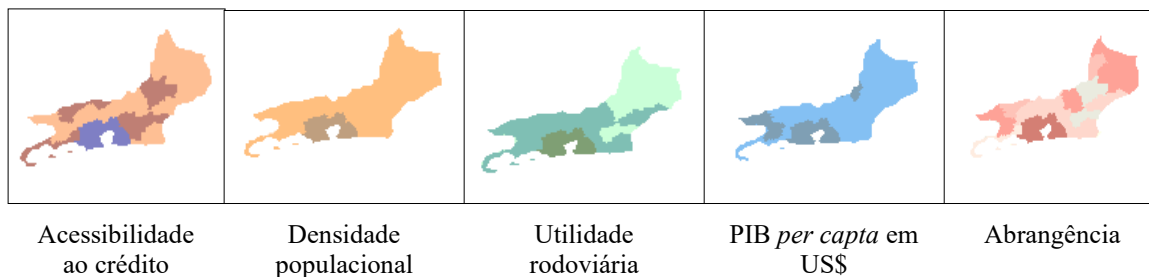 Acessibilidade
ao crédito
Densidade
populacional
Utilidade
rodoviária
PIB per capta em
US$
Abrangência